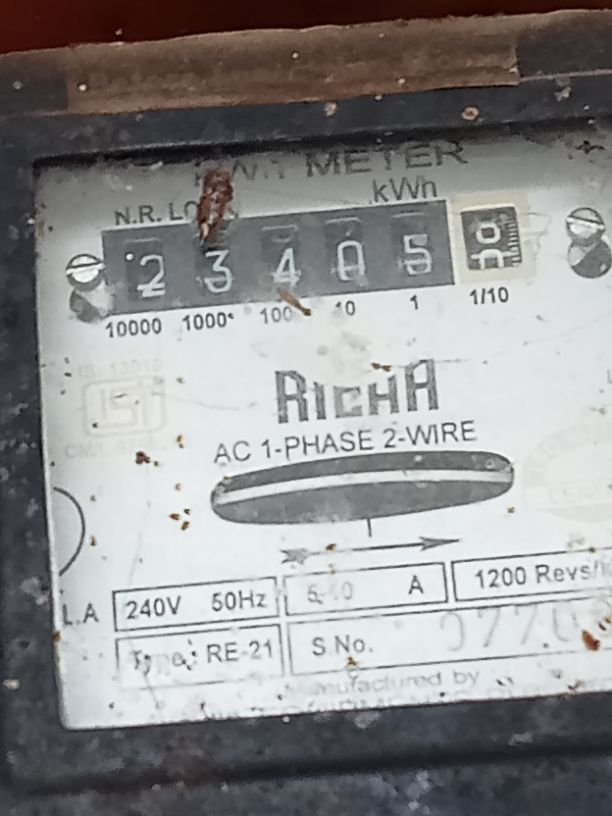 METER
kWh
N.R.
2 3 4 0 5
10000 1000 100 10 1 1/10
ISI
RICHA
AC 1-PHASE 2-WIRE
L.A 240V 50Hz A 1200 Revs/
Type: RE-21 S No.
Manufactured by